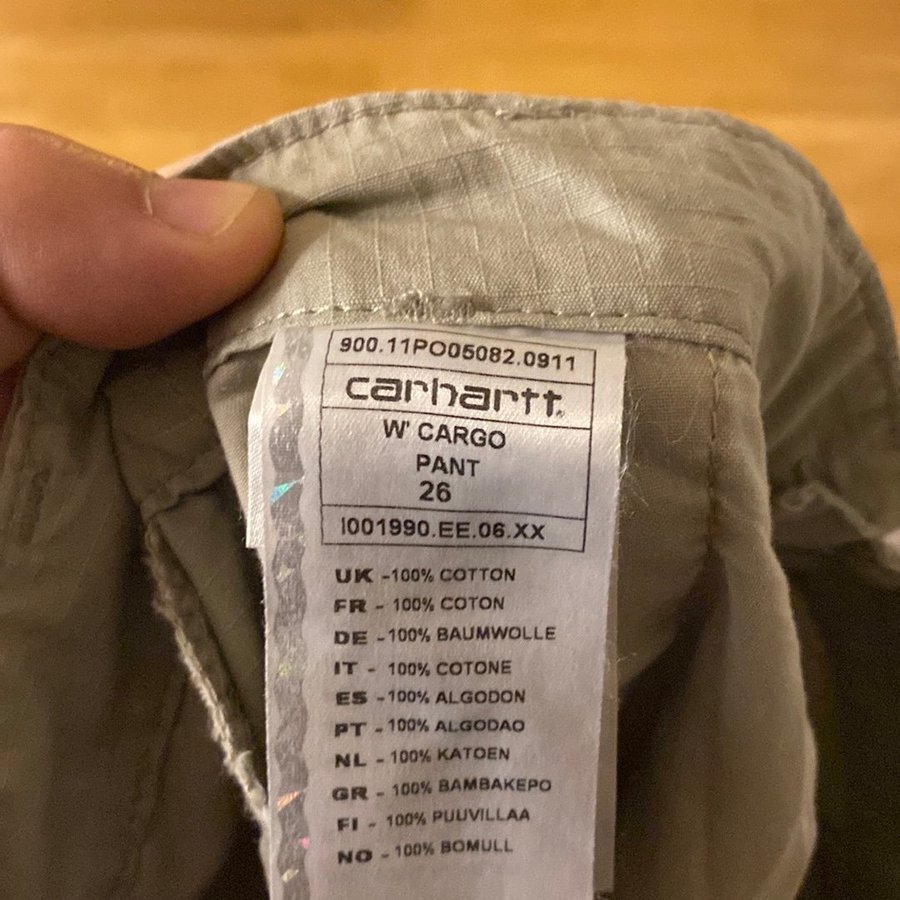 900.11PO05082.0911
carhartt®
W' CARGO
PANT
26
I001990.EE.06.XX
UK -100% COTTON
FR - 100% COTON
DE -100% BAUMWOLLE
IT - 100% COTONE
ES -100% ALGODON
PT -100% ALGODAO
NL - 100% KATOEN
GR - 100% BAMBAKEPO
FI - 100% PUUVILLAA
NO - 100% BOMULL